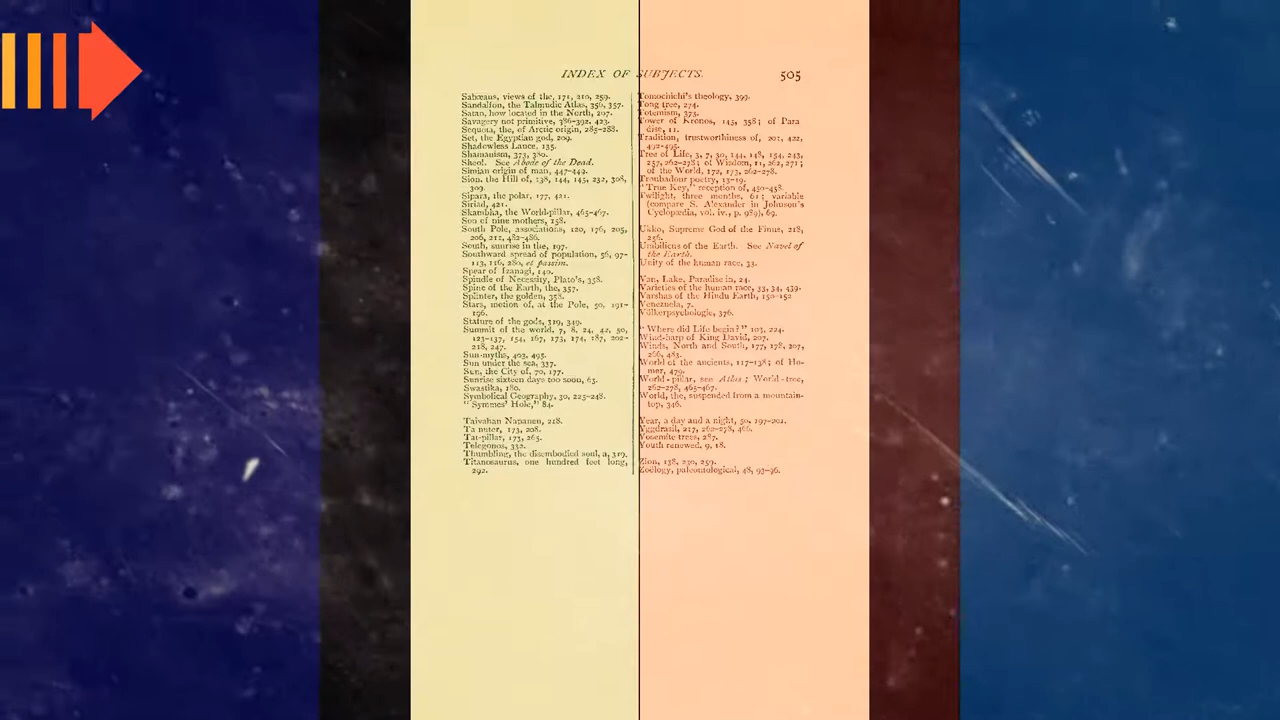 INDEX OF SUBJECTS. 505
Sabæaus, views of the, 171, 210, 259.
Sandalfon, the Talmudic Atlas, 356, 357.
Satan, how located in the North, 207.
Savagery not primitive, 386-392, 423.
Sequoia, the, of Arctic origin, 285-288.
Set, the Egyptian god, 209.
Shadowless Lance, 135.
Shamanism, 373, 380.
Sheol. See Abode of the Dead.
Simian origin of man, 447-449.
Sion, the Hill of, 138, 144, 145, 232, 308,
309.
Sipara, the polar, 177, 421.
Siriad, 421.
Skambha, the World-pillar, 465-467.
Son of nine mothers, 158.
South Pole, associations, 120, 176, 205,
206, 212, 482-486.
South, sunrise in the, 197.
Southward spread of population, 56, 97-
113, 116, 280, et passim.
Spear of Izanagi, 140.
Spindle of Necessity, Plato's, 358.
Spine of the Earth, the, 357.
Splinter, the golden, 358.
Stars, motion of, at the Pole, 50, 191-
196.
Stature of the gods, 319, 349.
Summit of the world, 7, 8, 24, 42, 50,
123-137, 154, 167, 173, 174, 187, 202-
218, 247.
Sun-myths, 403, 495.
Sun under the sea, 337.
Sun, the City of, 70, 177.
Sunrise sixteen days too soon, 63.
Swastika, 180.
Symbolical Geography, 30, 225-248.
"Symmes' Hole," 84.
Taivahan Napanen, 218.
Ta nuter, 173, 208.
Tat-pillar, 173, 265.
Telegonos, 332.
Thumbling, the disembodied soul, a, 319.
Titanosaurus, one hundred feet long,
292.
Tomochichi's theology, 399.
Tong tree, 274.
Totemism, 373.
Tower of Kronos, 145, 358; of Para
dise, 11.
Tradition, trustworthiness of, 201, 422,
492-495.
Tree of Life, 3, 7, 30, 144, 148, 154, 243,
257, 262-278; of Wisdom, 11, 262, 271;
of the World, 172, 173, 262-278.
Troubadour poetry, 13-19.
"True Key," reception of, 450-458.
Twilight, three months, 61; variable
(compare S. Alexander in Johnson's
Cyclopædia, vol. iv., p. 989), 69.
Ukko, Supreme God of the Finns, 218,
256.
Umbilicus of the Earth. See Navel of
the Earth.
Unity of the human race, 33.
Van, Lake, Paradise in, 24.
Varieties of the human race, 33, 34, 439.
Varshas of the Hindu Earth, 150-152
Venezuela, 7.
Völkerpsychologie, 376.
"Where did Life begin?" 103, 224.
Wind-harp of King David, 207.
Winds, North and South, 177, 178, 207,
266, 483.
World of the ancients, 117-138; of Ho-
mer, 479.
World-pillar, see Atlas; World-tree,
262-278, 465-467.
World, the, suspended from a mountain-
top, 346.
Year, a day and a night, 50, 197-201.
Yggdrasil, 217, 262-278, 466.
Yosemite trees, 287.
Youth renewed, 9, 18.
Zion, 138, 230, 259.
Zoölogy, paleontological, 48, 93-96.